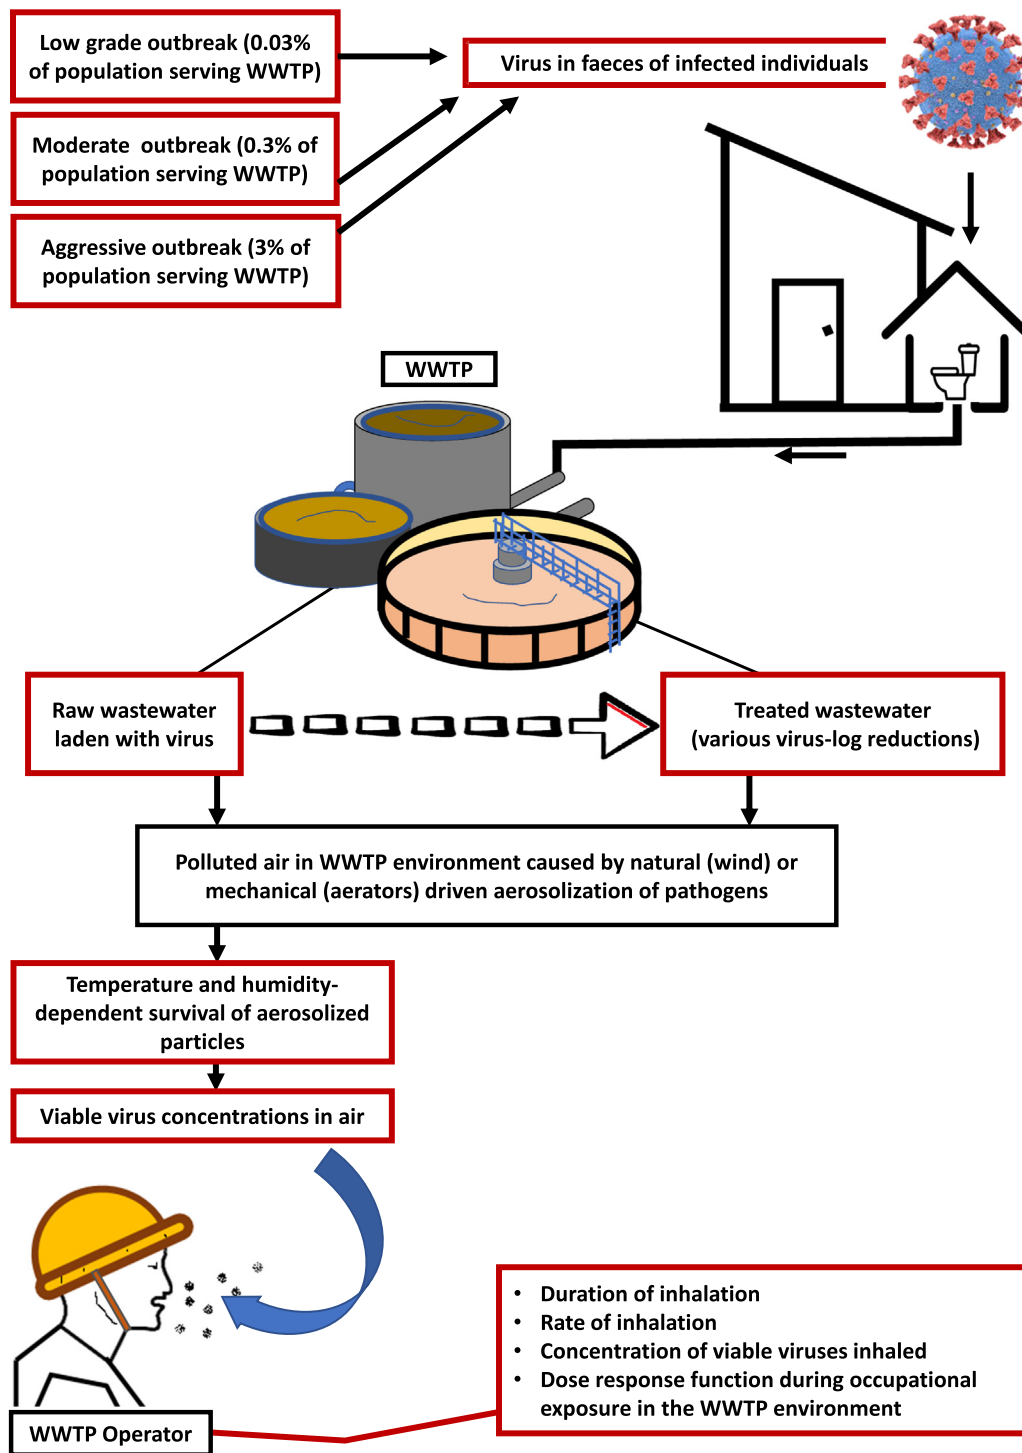 Low grade outbreak (0.03%
of population serving WWTP)
Virus in faeces of infected individuals
Moderate outbreak (0.3% of
population serving WWTP)
Aggressive outbreak (3% of
population serving WWTP)
WWTP
Raw wastewater
laden with virus
Treated wastewater
(various virus-log reductions)
Polluted air in WWTP environment caused by natural (wind) or
mechanical (aerators) driven aerosolization of pathogens
Temperature and humidity-
dependent survival of aerosolized
particles
Viable virus concentrations in air
• Duration of inhalation
• Rate of inhalation
• Concentration of viable viruses inhaled
• Dose response function during occupational
exposure in the WWTP environment
WWTP Operator